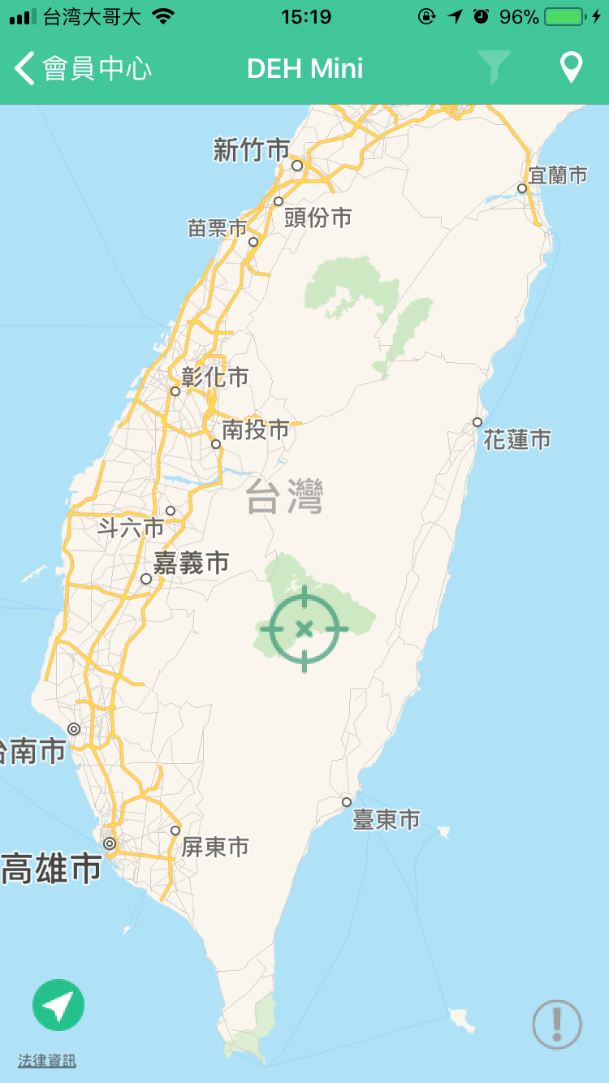 台湾大哥大 15:19 96%
會員中心 DEH Mini
新竹市
宜蘭市
頭份市
苗栗市
彰化市
南投市
花蓮市
台灣
斗六市
嘉義市
台南市
臺東市
屏東市
高雄市
法律資訊